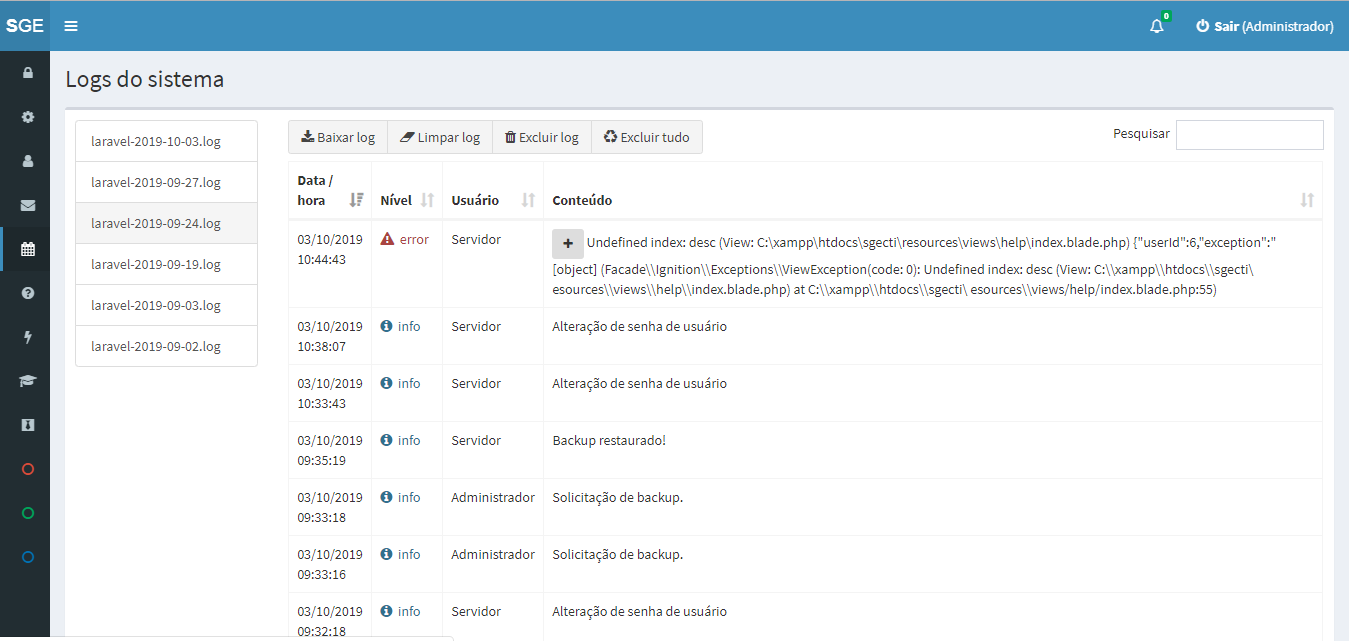 SGE
0
Sair (Administrador)
Logs do sistema
laravel-2019-10-03.log
laravel-2019-09-27.log
laravel-2019-09-24.log
laravel-2019-09-19.log
laravel-2019-09-03.log
laravel-2019-09-02.log
Baixar log Limpar log Excluir log Excluir tudo
Pesquisar
Data /
hora Nível Usuário Conteúdo
03/10/2019 error Servidor + Undefined index: desc (View: C:\xampp\htdocs\sgecti\resources\views\help\index.blade.php) {"userId":6,"exception":"
10:44:43 [object] (Facade\\Ignition\\Exceptions\\ViewException(code: 0): Undefined index: desc (View: C:\\xampp\\htdocs\\sgecti\
esources\\views\\help\\index.blade.php) at C:\\xampp\\htdocs\\sgecti\ esources\\views/help/index.blade.php:55)
03/10/2019 info Servidor Alteração de senha de usuário
10:38:07
03/10/2019 info Servidor Alteração de senha de usuário
10:33:43
03/10/2019 info Servidor Backup restaurado!
09:35:19
03/10/2019 info Administrador Solicitação de backup.
09:33:18
03/10/2019 info Administrador Solicitação de backup.
09:33:16
03/10/2019 info Servidor Alteração de senha de usuário
09:32:18